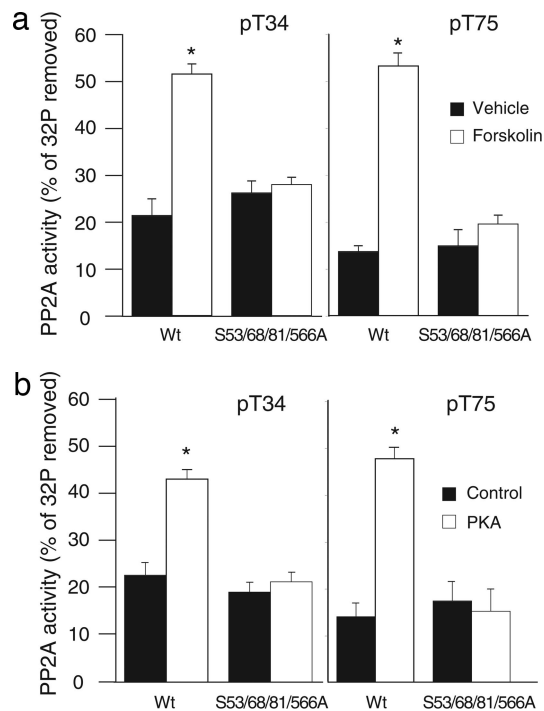 a
pT34 pT75
PP2A activity (% of 32P removed)
60
50
40
30
20
10
0
*
*
Vehicle
Forskolin
Wt S53/68/81/566A Wt S53/68/81/566A
b
pT34 pT75
PP2A activity (% of 32P removed)
60
50
40
30
20
10
0
*
*
Control
PKA
Wt S53/68/81/566A Wt S53/68/81/566A